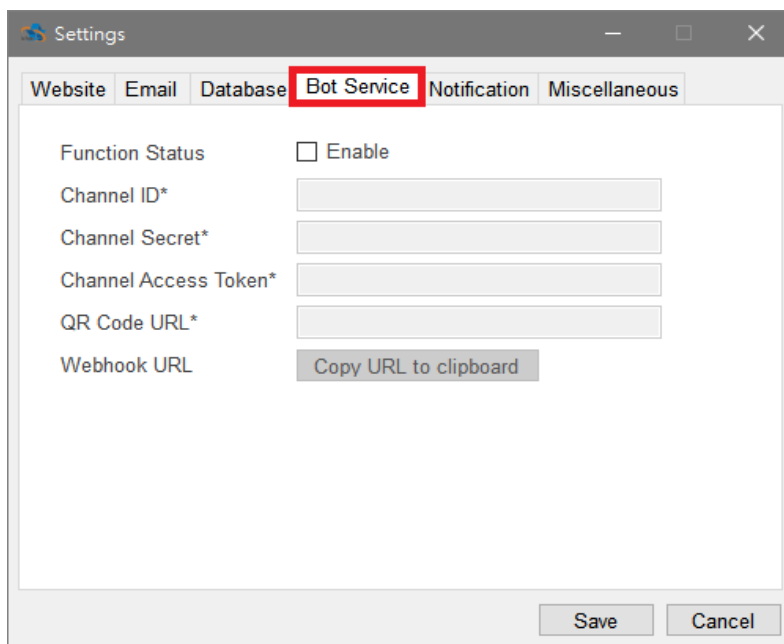 Settings
Website Email Database Bot Service Notification Miscellaneous
Function Status Enable
Channel ID*
Channel Secret*
Channel Access Token*
QR Code URL*
Webhook URL Copy URL to clipboard
Save Cancel